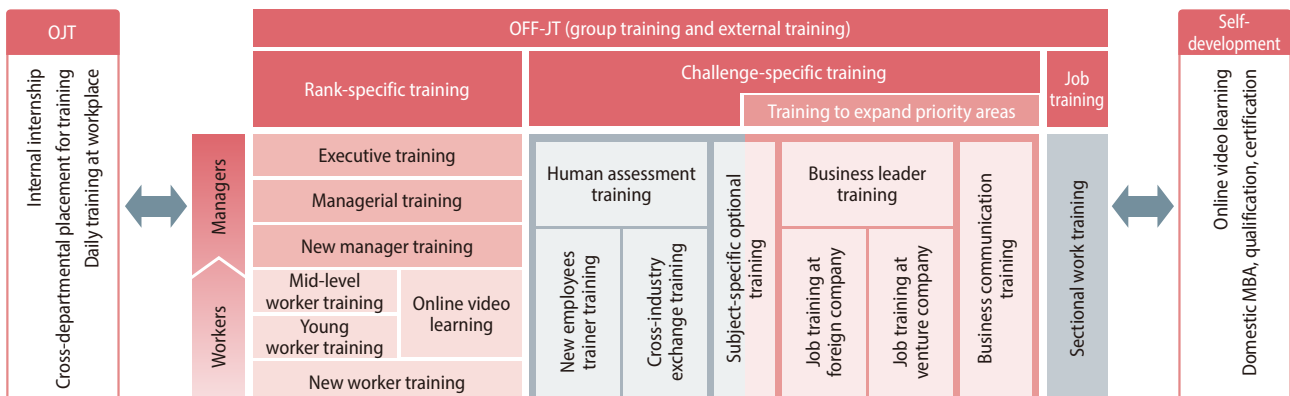 OJT
Internal internship
Cross-departmental placement for training
Daily training at workplace
Managers
Workers
OFF-JT (group training and external training)
Rank-specific training
Executive training
Managerial training
New manager training
Mid-level
worker training
Young
worker training
Online video
learning
New worker training
Challenge-specific training
Training to expand priority areas
Human assessment
training
New employees
trainer training
Cross-industry
exchange training
Subject-specific optional
training
Business leader
training
Job training at
foreign company
Job training at
venture company
Business communication
training
Job
training
Sectional work training
Self-
development
Online video learning
Domestic MBA, qualification, certification